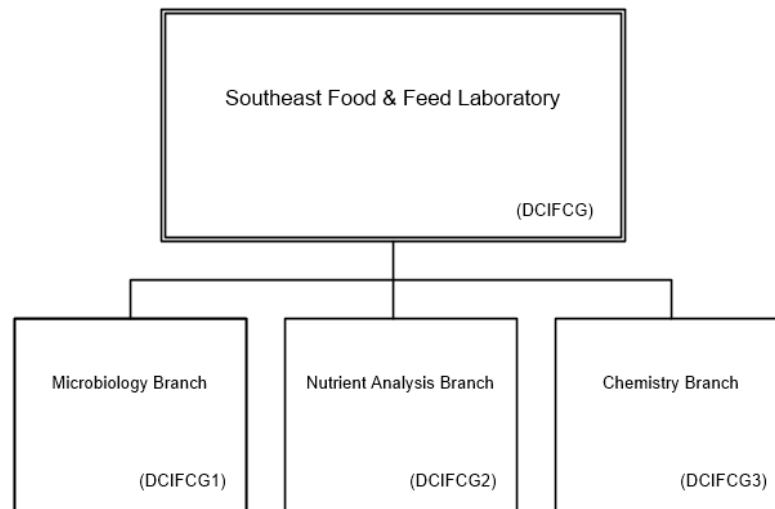 Southeast Food & Feed Laboratory
(DCIFCG)
Microbiology Branch
(DCIFCG1)
Nutrient Analysis Branch
(DCIFCG2)
Chemistry Branch
(DCIFCG3)